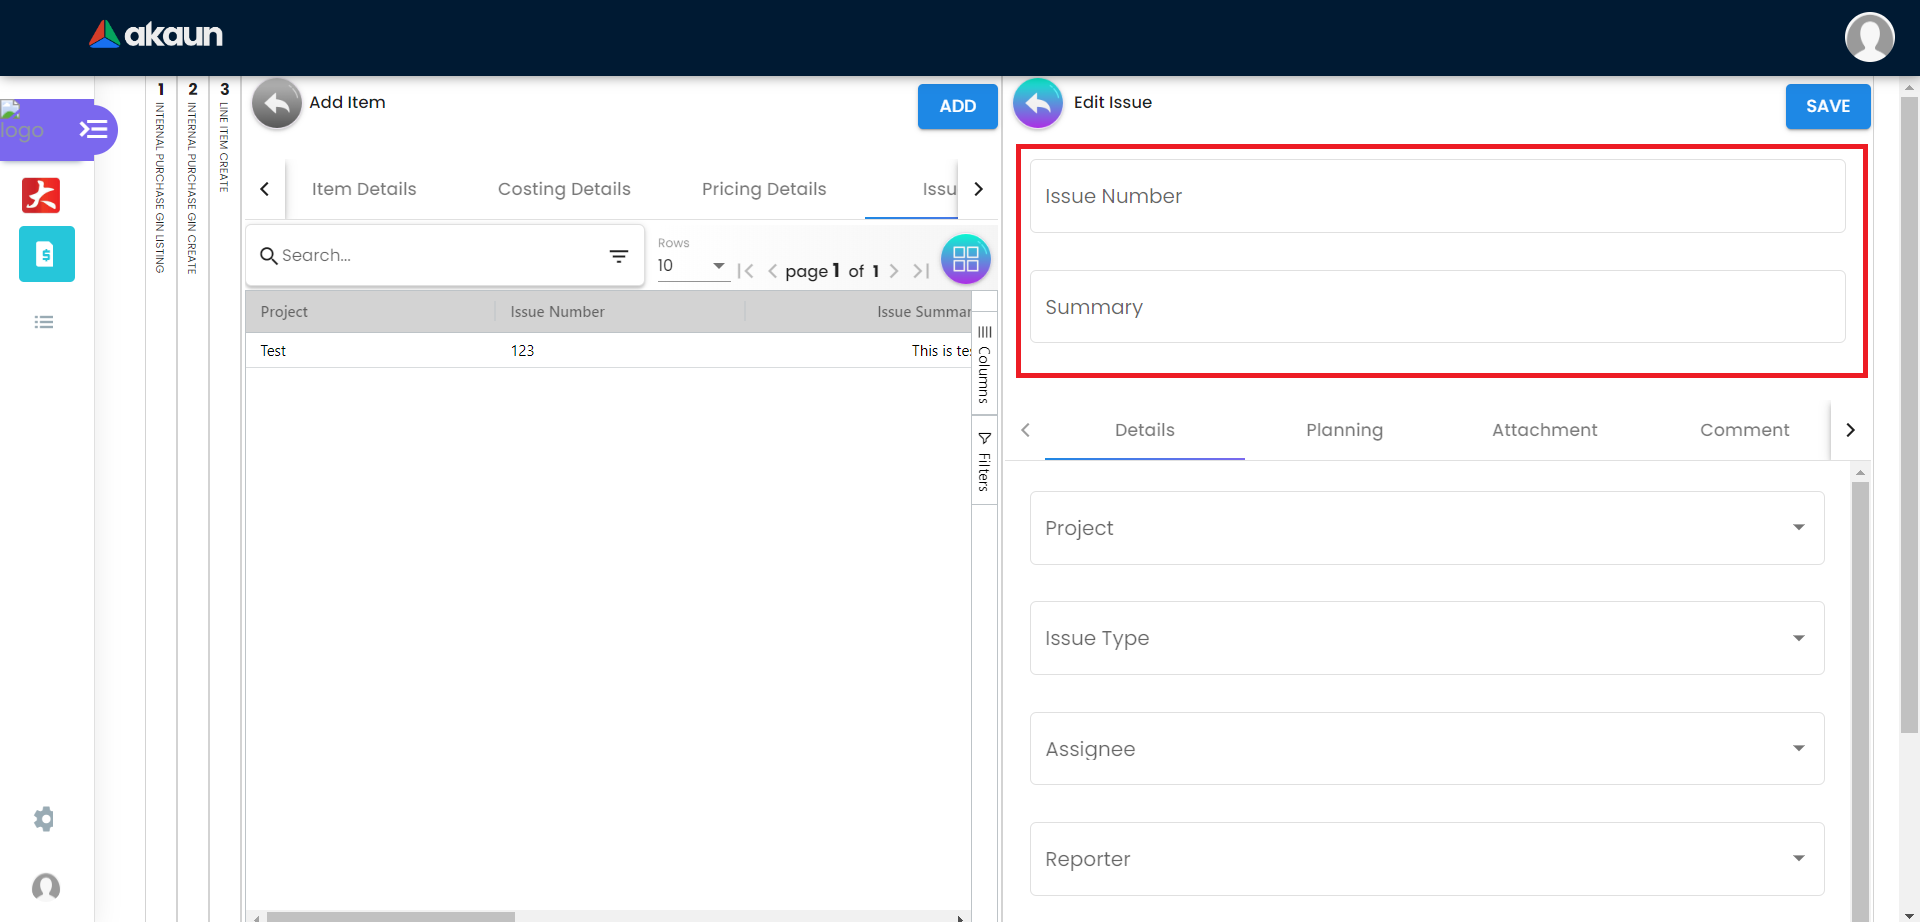 akaun
logo
1 INTERNAL PURCHASE GIN LISTING
2 INTERNAL PURCHASE GIN CREATE
3 LINE ITEM CREATE
Add Item
ADD
Item Details Costing Details Pricing Details Issu
Search...
Rows
10
page 1 of 1
Project Issue Number Issue Summar
Test 123 This is tes
Columns
Filters
Edit Issue
SAVE
Issue Number
Summary
Details Planning Attachment Comment
Project
Issue Type
Assignee
Reporter